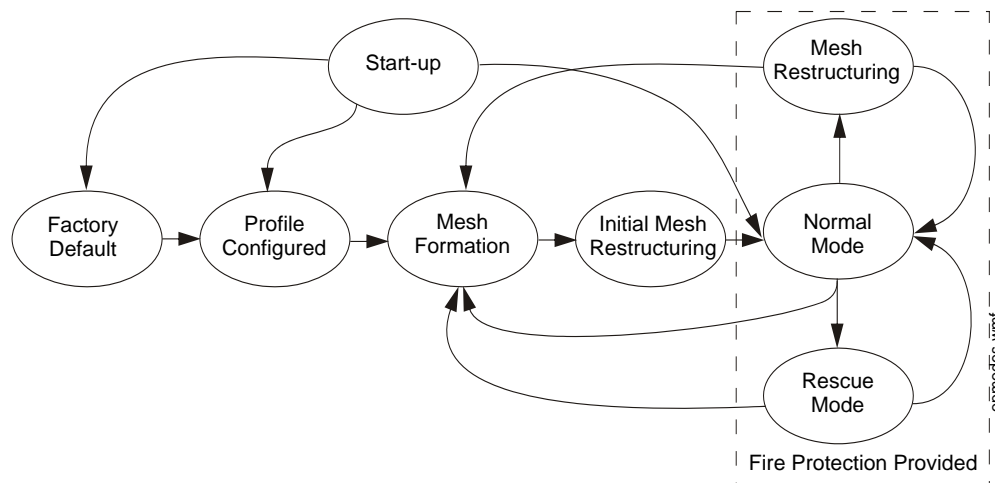 Start-up
Mesh
Restructuring
Factory
Default
Profile
Configured
Mesh
Formation
Initial Mesh
Restructuring
Normal
Mode
Rescue
Mode
Fire Protection Provided